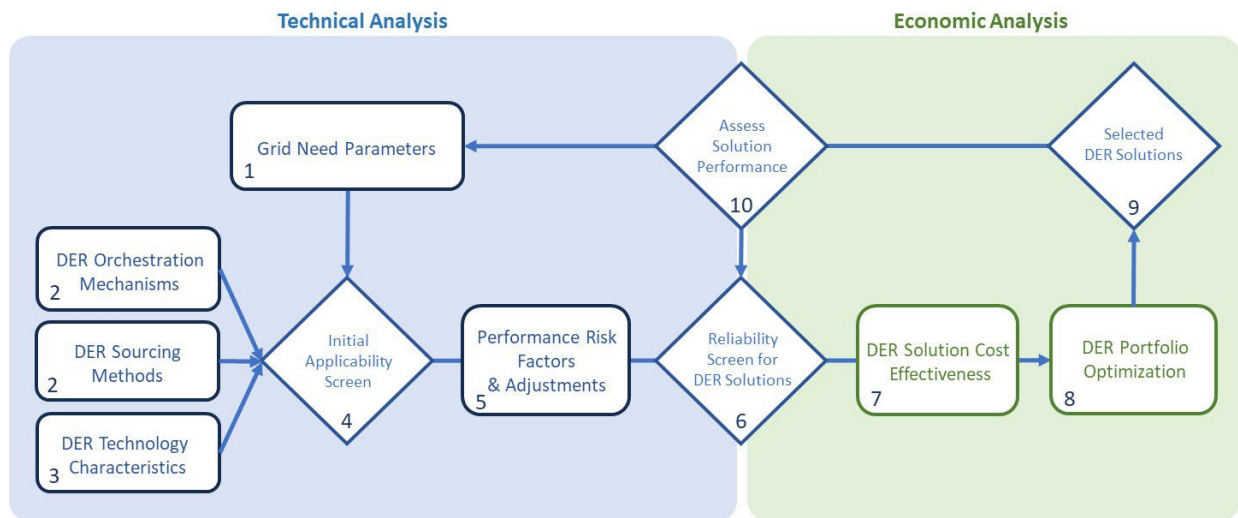 Technical Analysis
Economic Analysis
Grid Need Parameters
1
Assess
Solution
Performance
10
Selected
DER Solutions
9
DER Orchestration
Mechanisms
2
DER Sourcing
Methods
2
DER Technology
Characteristics
3
Initial
Applicability
Screen
4
Performance Risk
Factors
& Adjustments
5
Reliability
Screen for
DER Solutions
6
DER Solution Cost
Effectiveness
7
DER Portfolio
Optimization
8